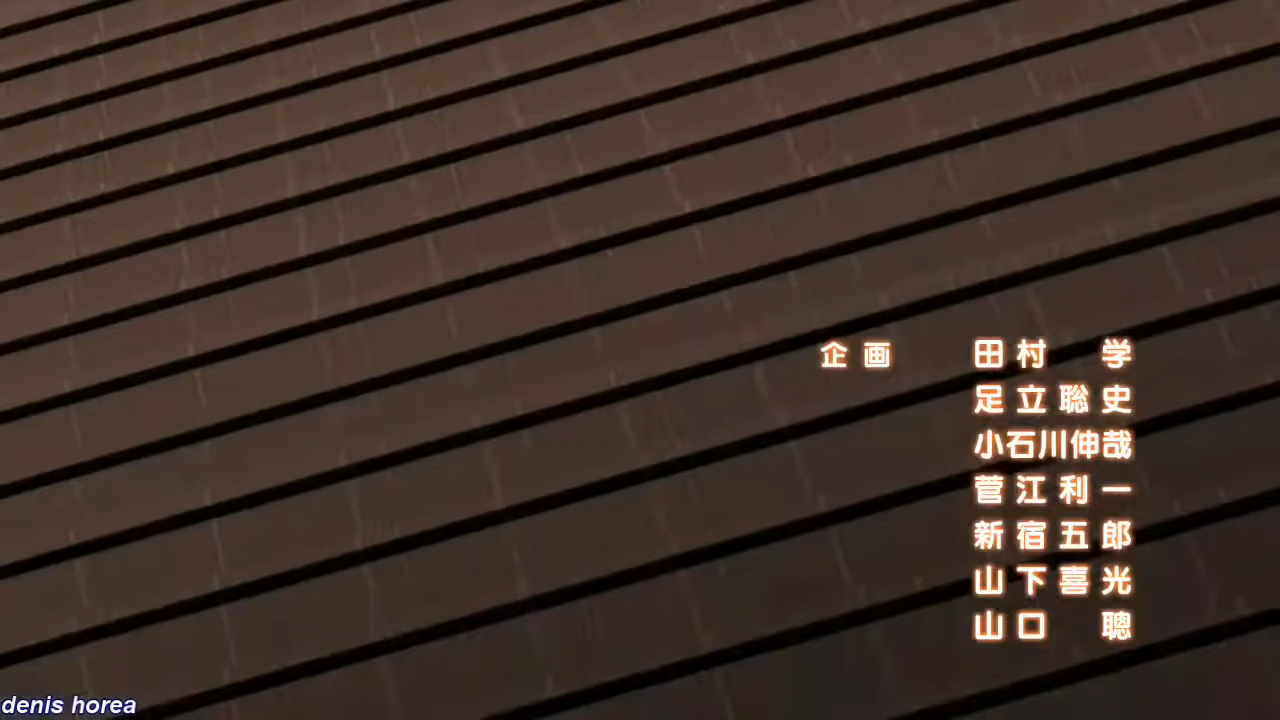 企画 田村 学
足立聡史
小石川伸哉
菅江利一
新宿五郎
山下喜光
山口 聰
denis horea